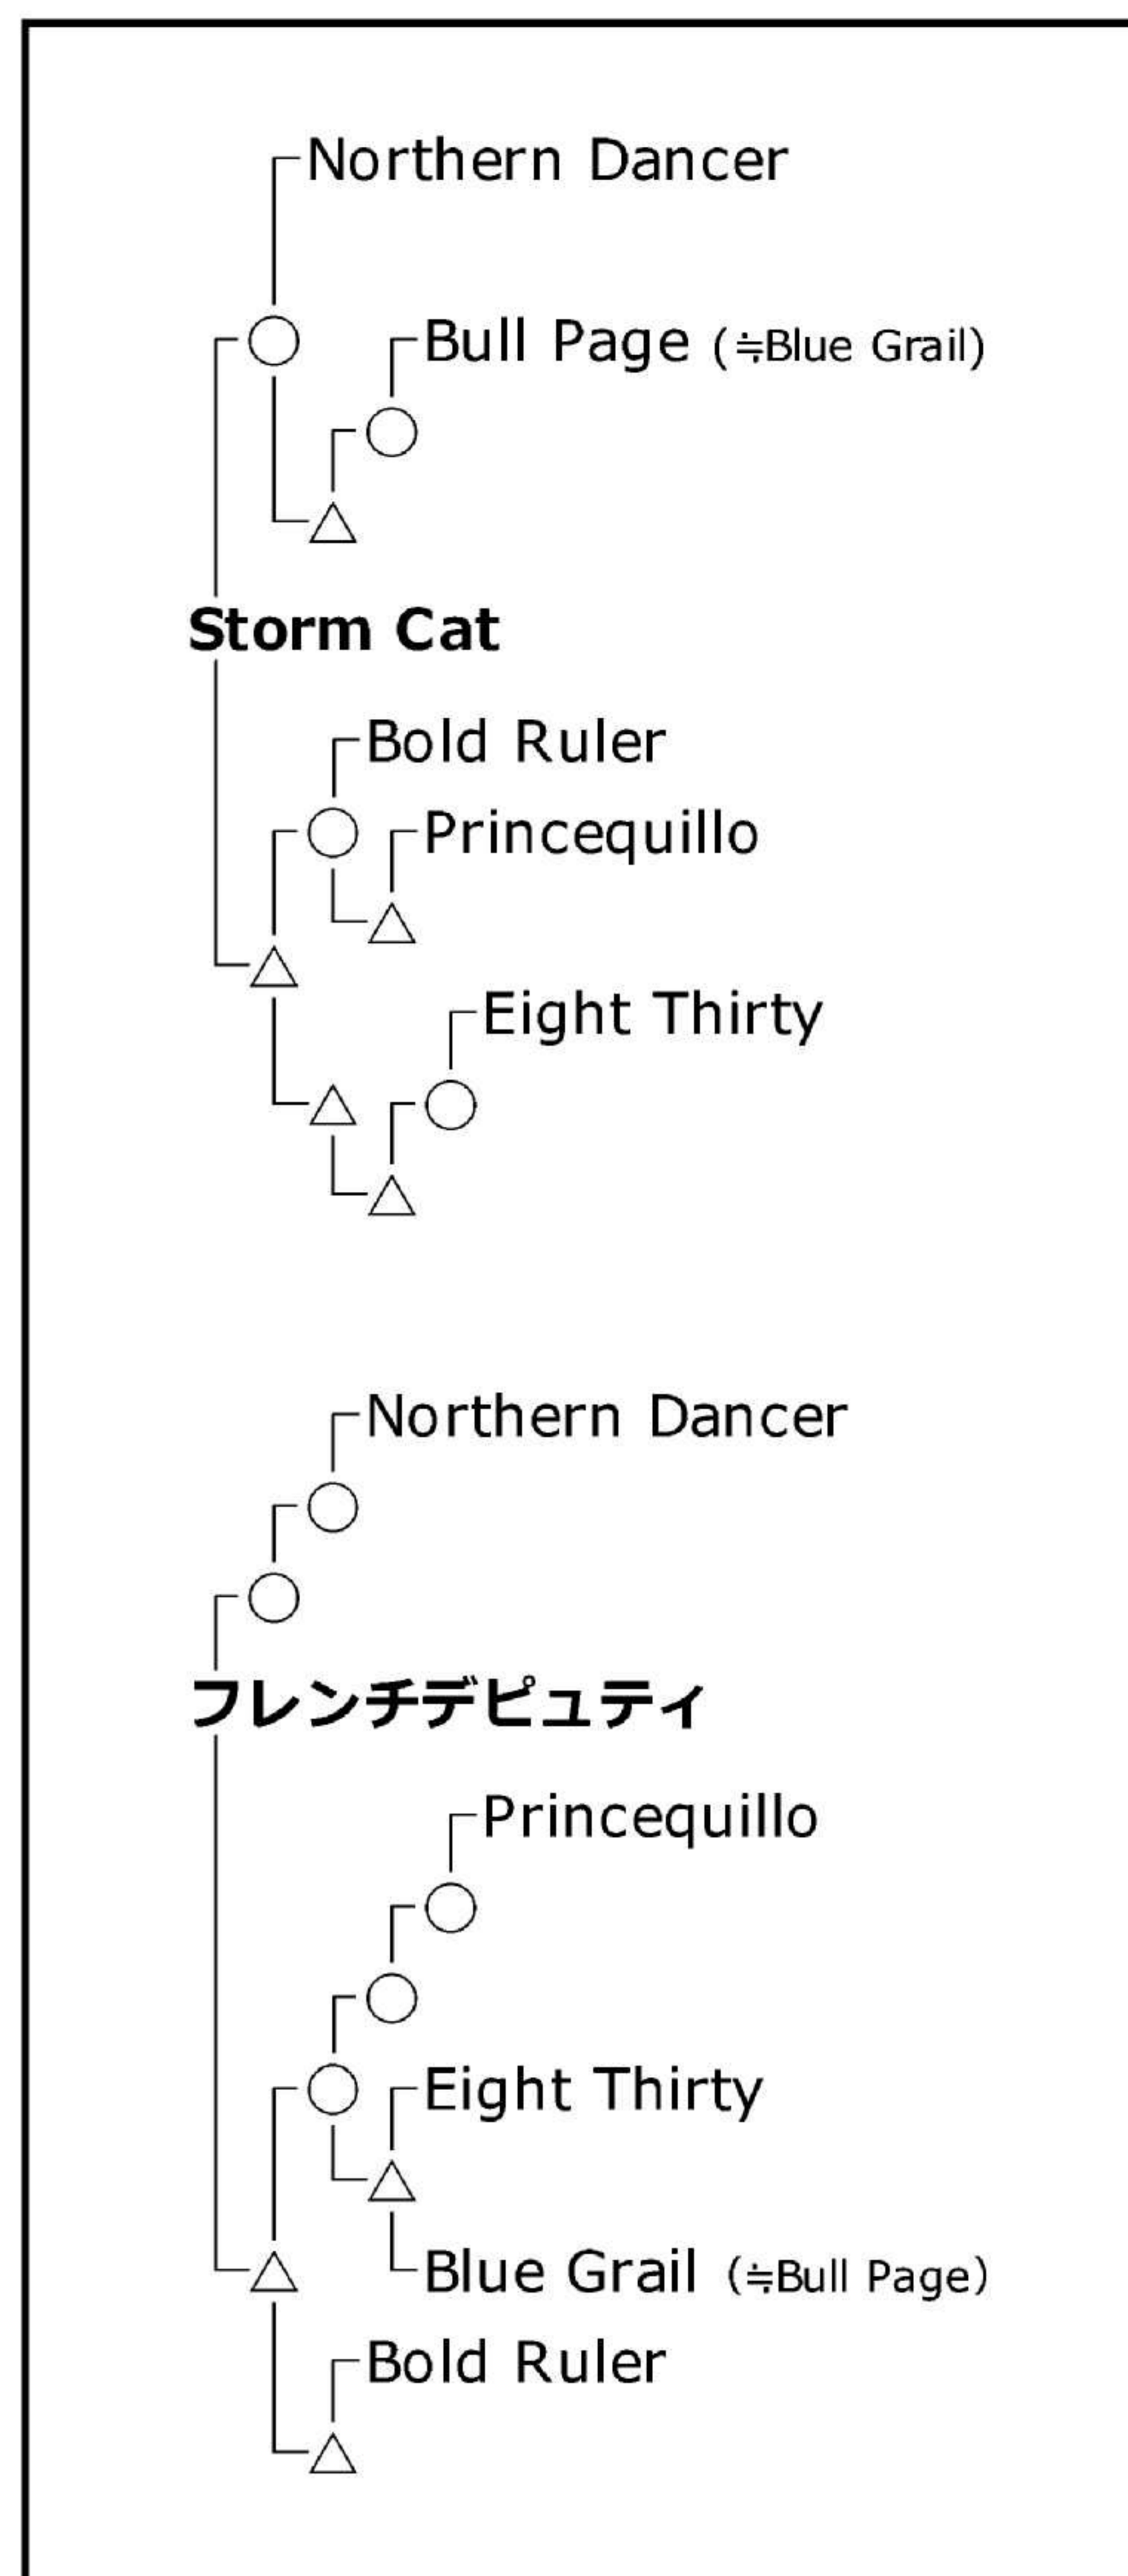 Northern Dancer
Bull Page (≒Blue Grail)
Storm Cat
Bold Ruler
Princequillo
Eight Thirty
Northern Dancer
フレンチデピュティ
Princequillo
Eight Thirty
Blue Grail (≒Bull Page)
Bold Ruler